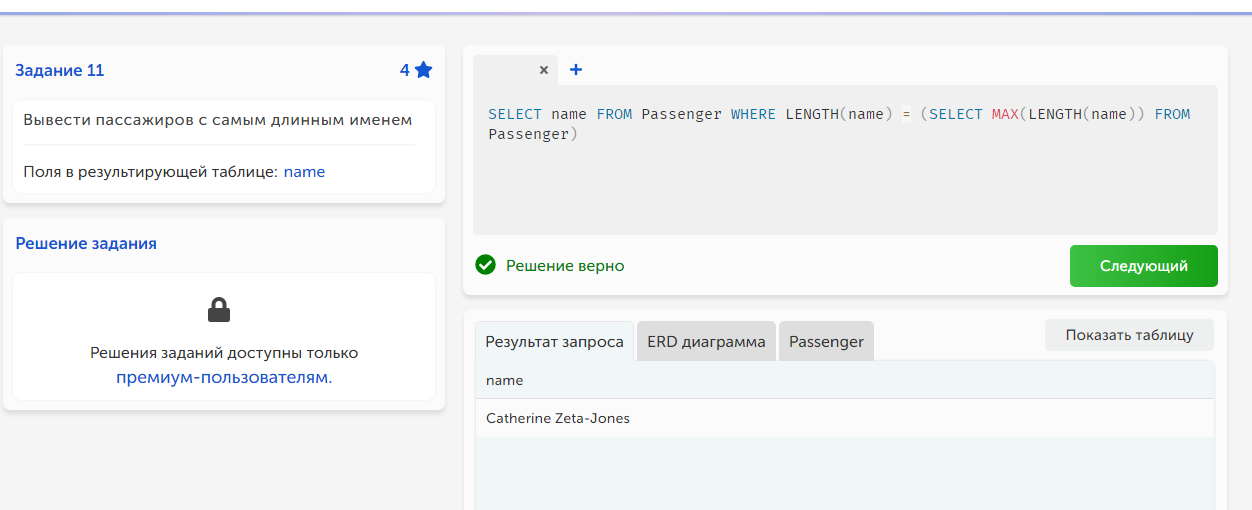 Задание 11
4
Вывести пассажиров с самым длинным именем
Поля в результирующей таблице: name
Решение задания
Решения заданий доступны только
премиум-пользователям.
SELECT name FROM Passenger WHERE LENGTH(name) = (SELECT MAX(LENGTH(name)) FROM
Passenger)
Решение верно
Следующий
Результат запроса
ERD диаграмма
Passenger
Показать таблицу
name
Catherine Zeta-Jones